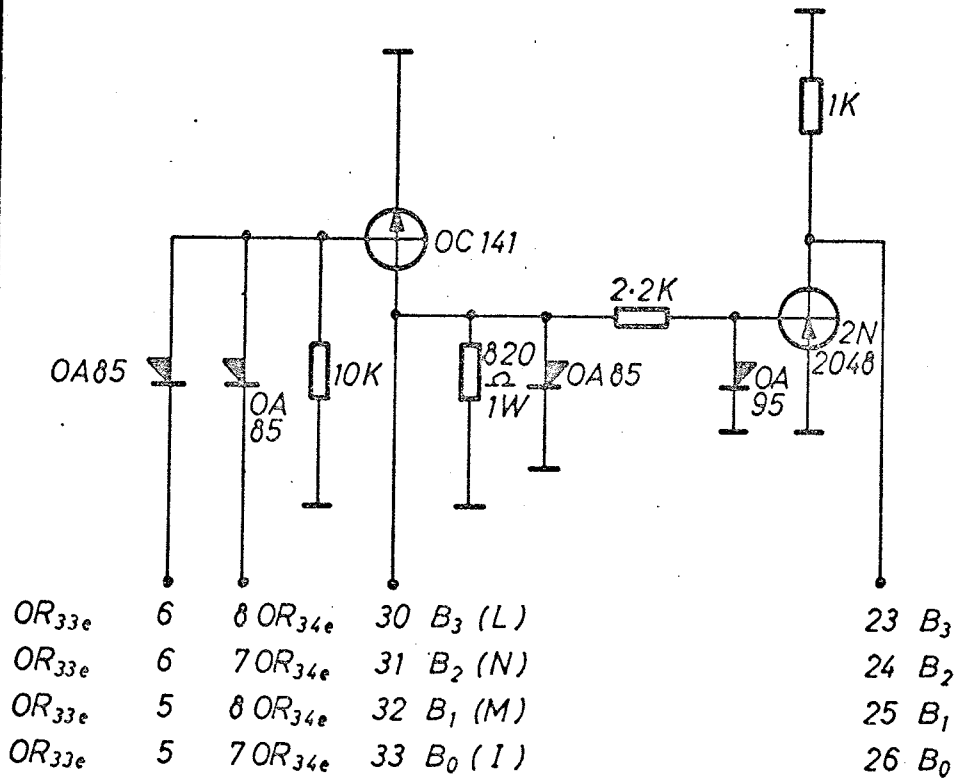 1K
OC 141
2·2K
2N
2048
OA85
OA
85
10K
820
Ω
1W
OA85
OA
95
OR33e 6 8 OR34e 30 B3 (L) 23 B3
OR33e 6 7 OR34e 31 B2 (N) 24 B2
OR33e 5 8 OR34e 32 B1 (M) 25 B1
OR33e 5 7 OR34e 33 B0 (I) 26 B0